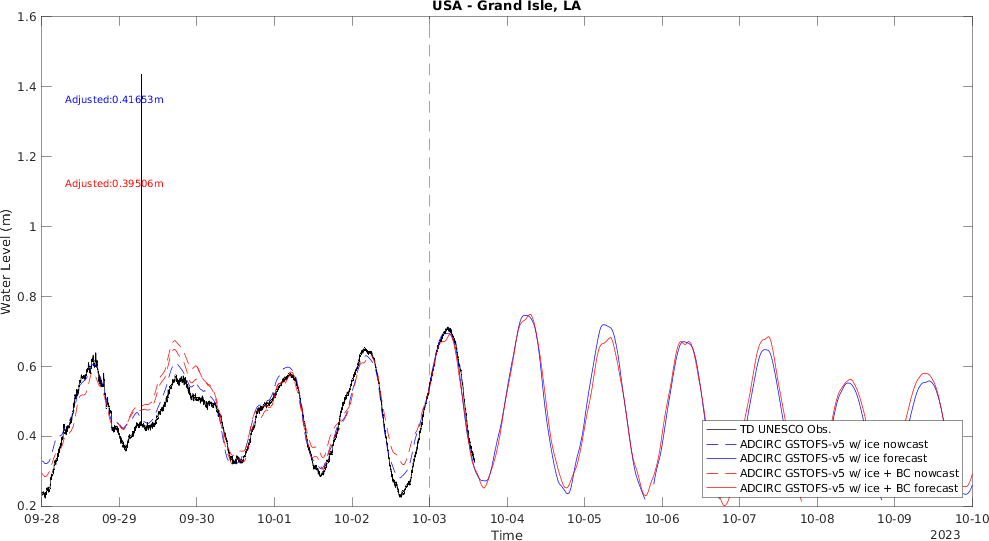 USA - Grand Isle, LA
1.6
1.4
1.2
1
0.8
0.6
0.4
0.2
Water Level (m)
Adjusted:0.41653m
Adjusted:0.39506m
TD UNESCO Obs.
ADCIRC GSTOFS-v5 w/ ice nowcast
ADCIRC GSTOFS-v5 w/ ice forecast
ADCIRC GSTOFS-v5 w/ ice + BC nowcast
ADCIRC GSTOFS-v5 w/ ice + BC forecast
09-28 09-29 09-30 10-01 10-02 10-03 10-04 10-05 10-06 10-07 10-08 10-09 10-10
Time
2023